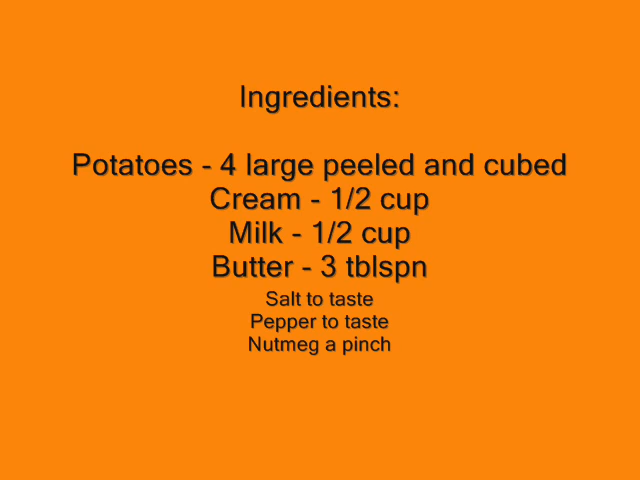 Ingredients:
Potatoes - 4 large peeled and cubed
Cream - 1/2 cup
Milk - 1/2 cup
Butter - 3 tblspn
Salt to taste
Pepper to taste
Nutmeg a pinch